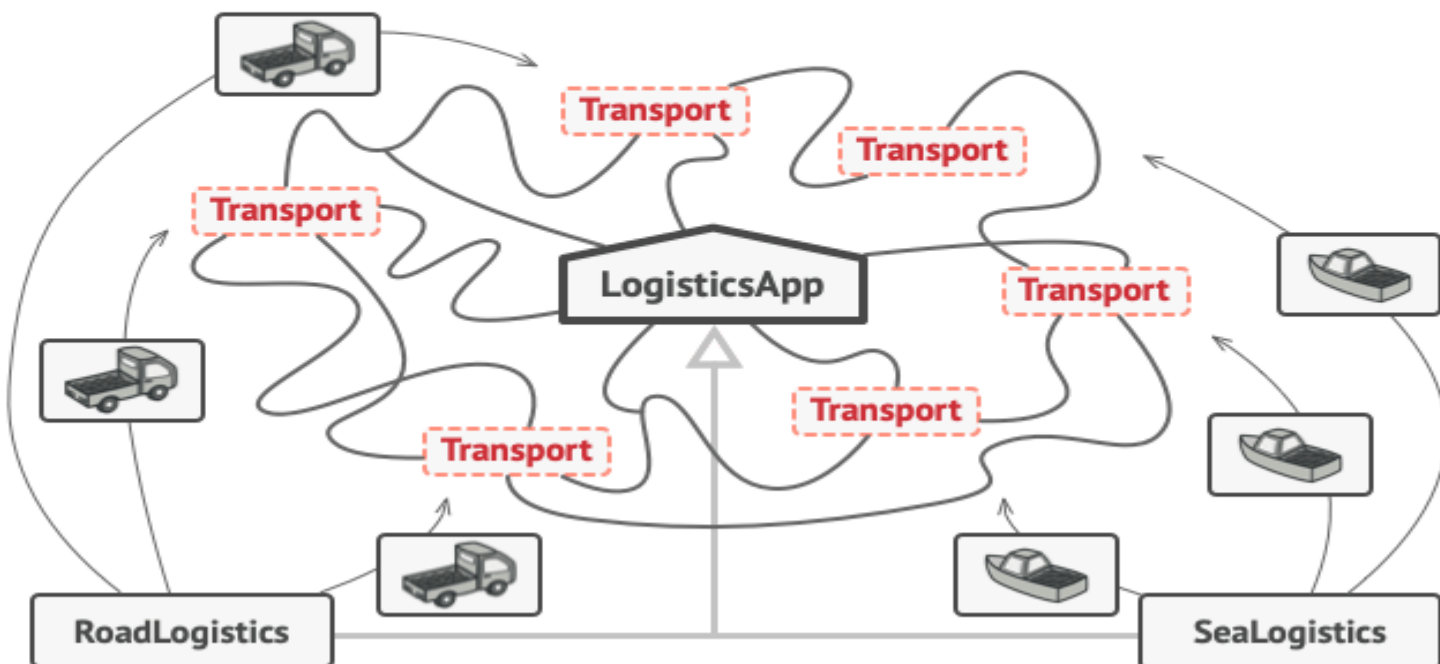 Transport
Transport
Transport
LogisticsApp
Transport
Transport
Transport
RoadLogistics
SeaLogistics